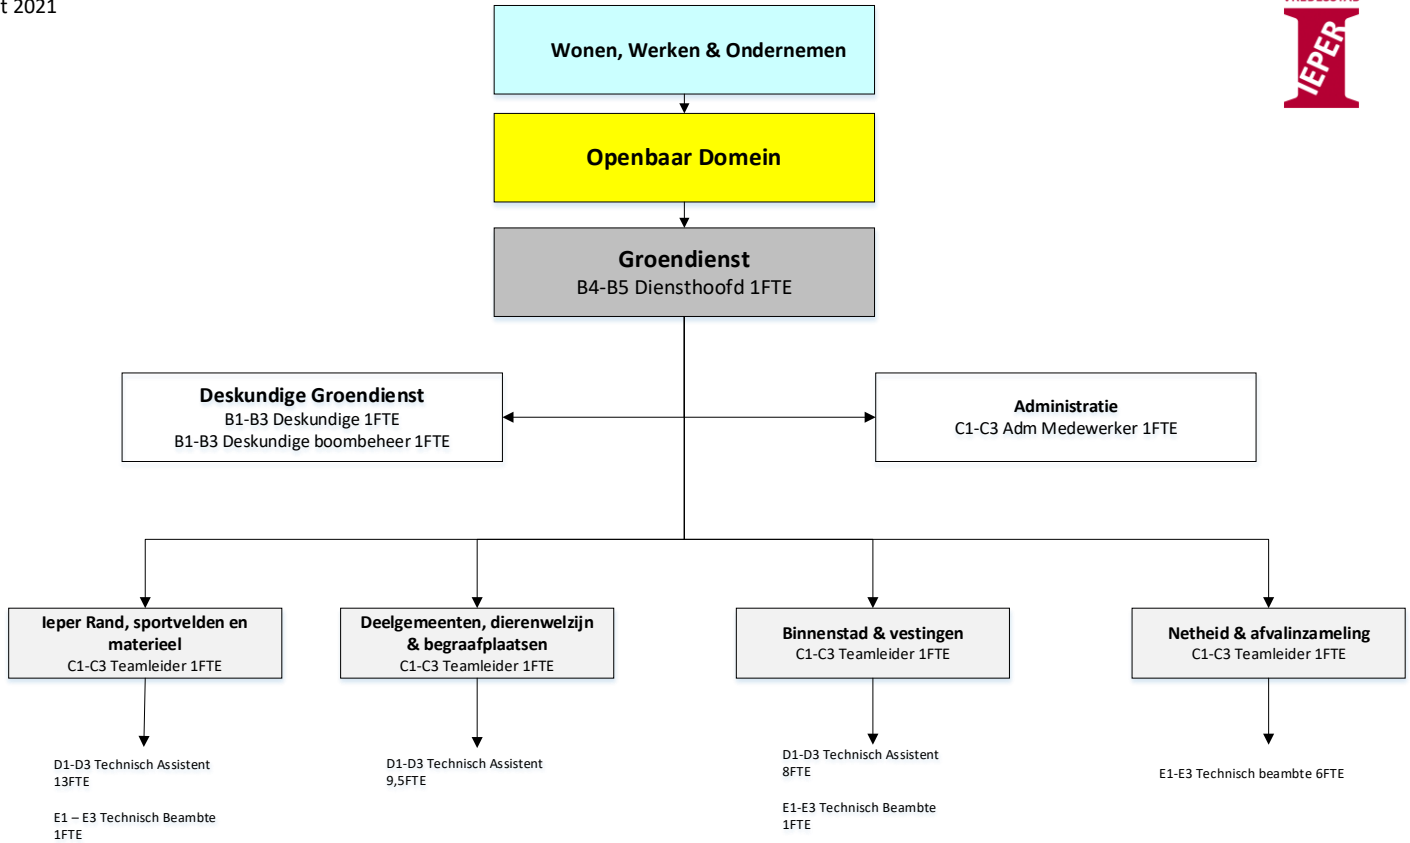 t 2021
IEPER
Wonen, Werken & Ondernemen
Openbaar Domein
Groendienst
B4-B5 Diensthoofd 1FTE
Deskundige Groendienst
B1-B3 Deskundige 1FTE
B1-B3 Deskundige boombeheer 1FTE
Administratie
C1-C3 Adm Medewerker 1FTE
Ieper Rand, sportvelden en
materieel
C1-C3 Teamleider 1FTE
Deelgemeenten, dierenwelzijn
& begraafplaatsen
C1-C3 Teamleider 1FTE
Binnenstad & vestingen
C1-C3 Teamleider 1FTE
Netheid & afvalinzameling
C1-C3 Teamleider 1FTE
D1-D3 Technisch Assistent
13FTE
E1 – E3 Technisch Beambte
1FTE
D1-D3 Technisch Assistent
9,5FTE
D1-D3 Technisch Assistent
8FTE
E1-E3 Technisch Beambte
1FTE
E1-E3 Technisch beambte 6FTE